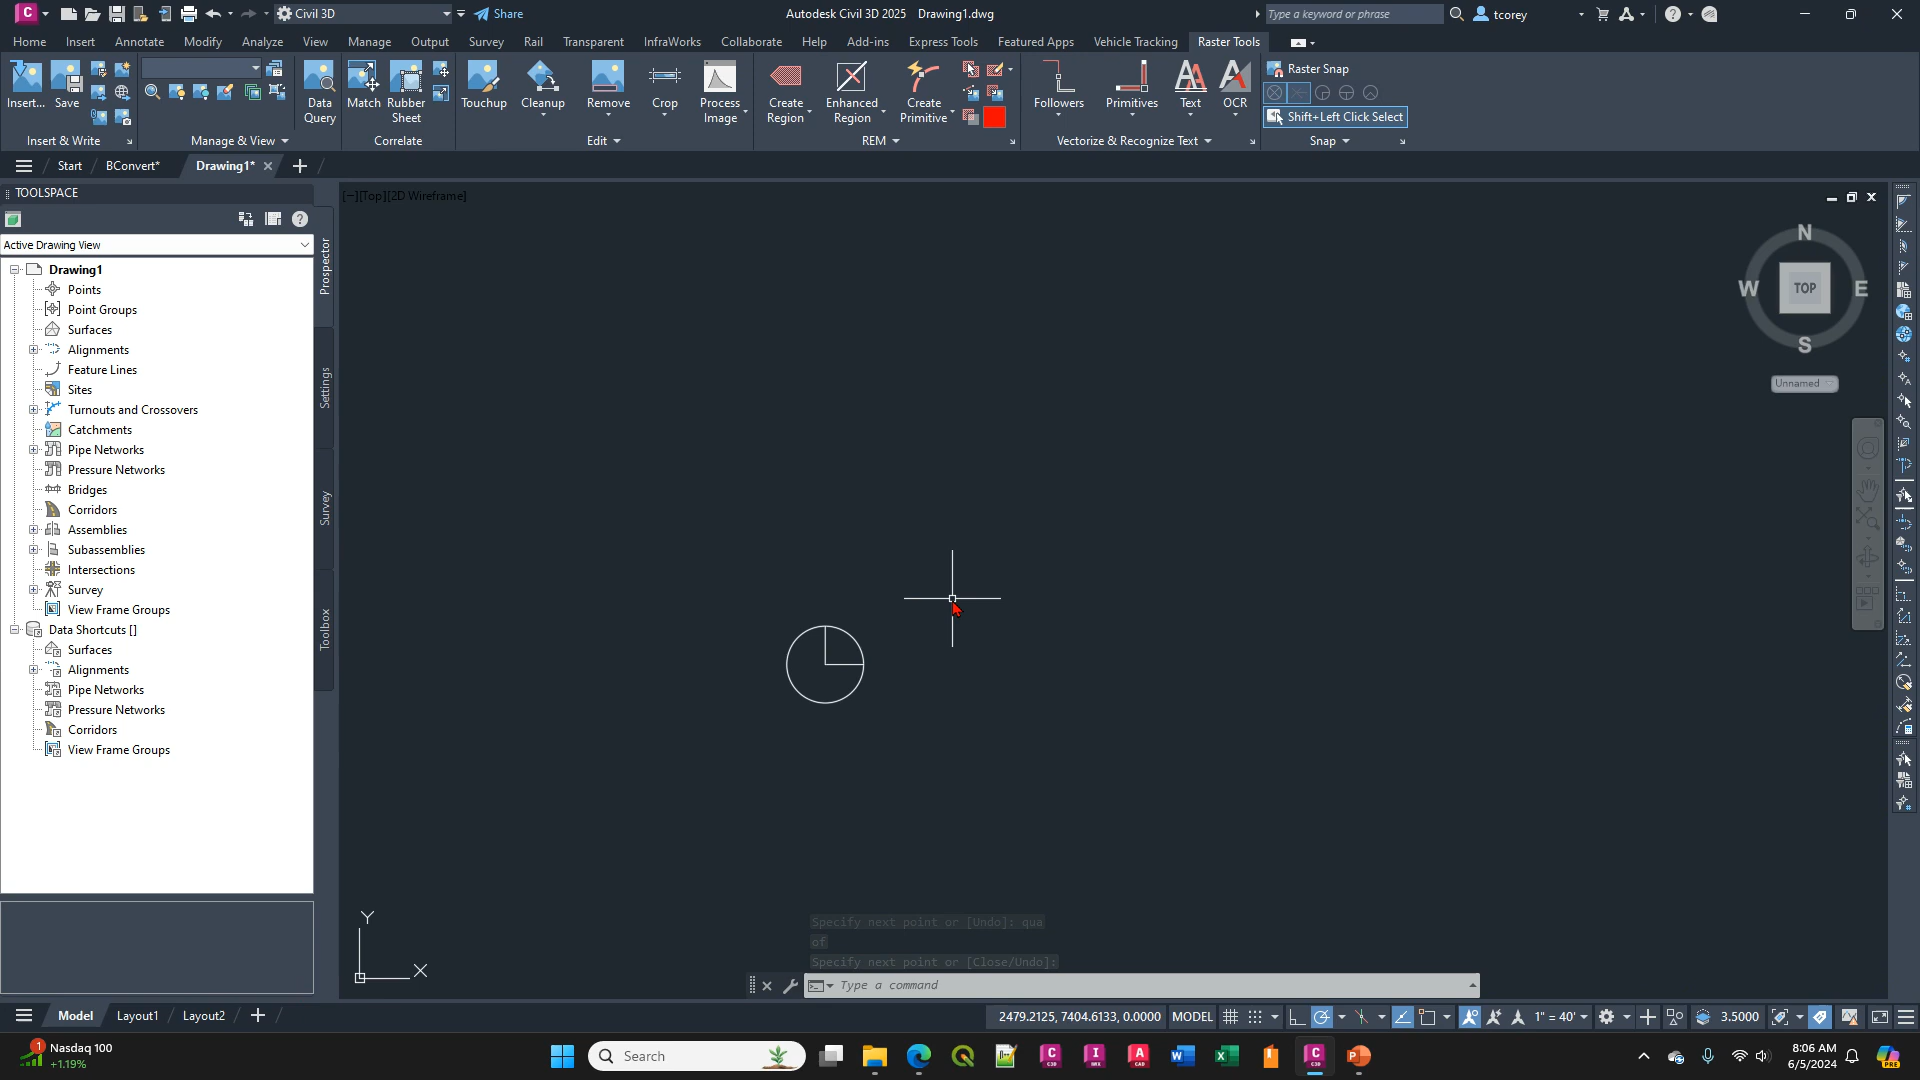 Civil 3D
Share
Autodesk Civil 3D 2025 Drawing1.dwg
Type a keyword or phrase
tcorey
Home Insert Annotate Modify Analyze View Manage Output Survey Rail Transparent InfraWorks Collaborate Help Add-ins Express Tools Featured Apps Vehicle Tracking Raster Tools
Insert... Save
Data Query
Match Rubber Sheet
Touchup Cleanup Remove Crop Process Image
Create Region Enhanced Region Create Primitive
Followers Primitives Text OCR
Raster Snap
Shift+Left Click Select
Insert & Write Manage & View Correlate Edit REM Vectorize & Recognize Text Snap
Start BConvert* Drawing1*
TOOLSPACE
[−][Top][2D Wireframe]
Active Drawing View
Drawing1
Points
Point Groups
Surfaces
Alignments
Feature Lines
Sites
Turnouts and Crossovers
Catchments
Pipe Networks
Pressure Networks
Bridges
Corridors
Assemblies
Subassemblies
Intersections
Survey
View Frame Groups
Data Shortcuts []
Surfaces
Alignments
Pipe Networks
Pressure Networks
Corridors
View Frame Groups
Prospector
Settings
Survey
Toolbox
N
W TOP E
S
Unnamed
Y
X
Specify next point or [Undo]: qua
of
Specify next point or [Close/Undo]:
Type a command
Model Layout1 Layout2
2479.2125, 7404.6133, 0.0000 MODEL 1" = 40' 3.5000
1
Nasdaq 100
+1.19%
Search
8:06 AM
6/5/2024